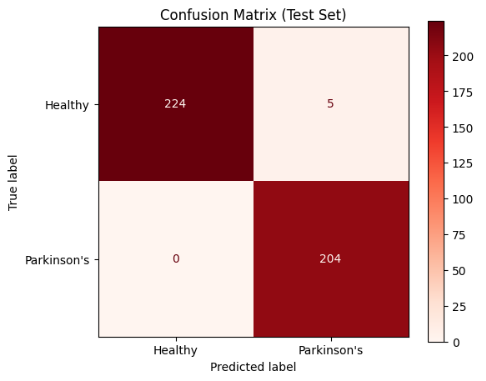 Confusion Matrix (Test Set)
True label
Healthy
Parkinson's
224
5
0
204
Healthy
Parkinson's
Predicted label
200
175
150
125
100
75
50
25
0